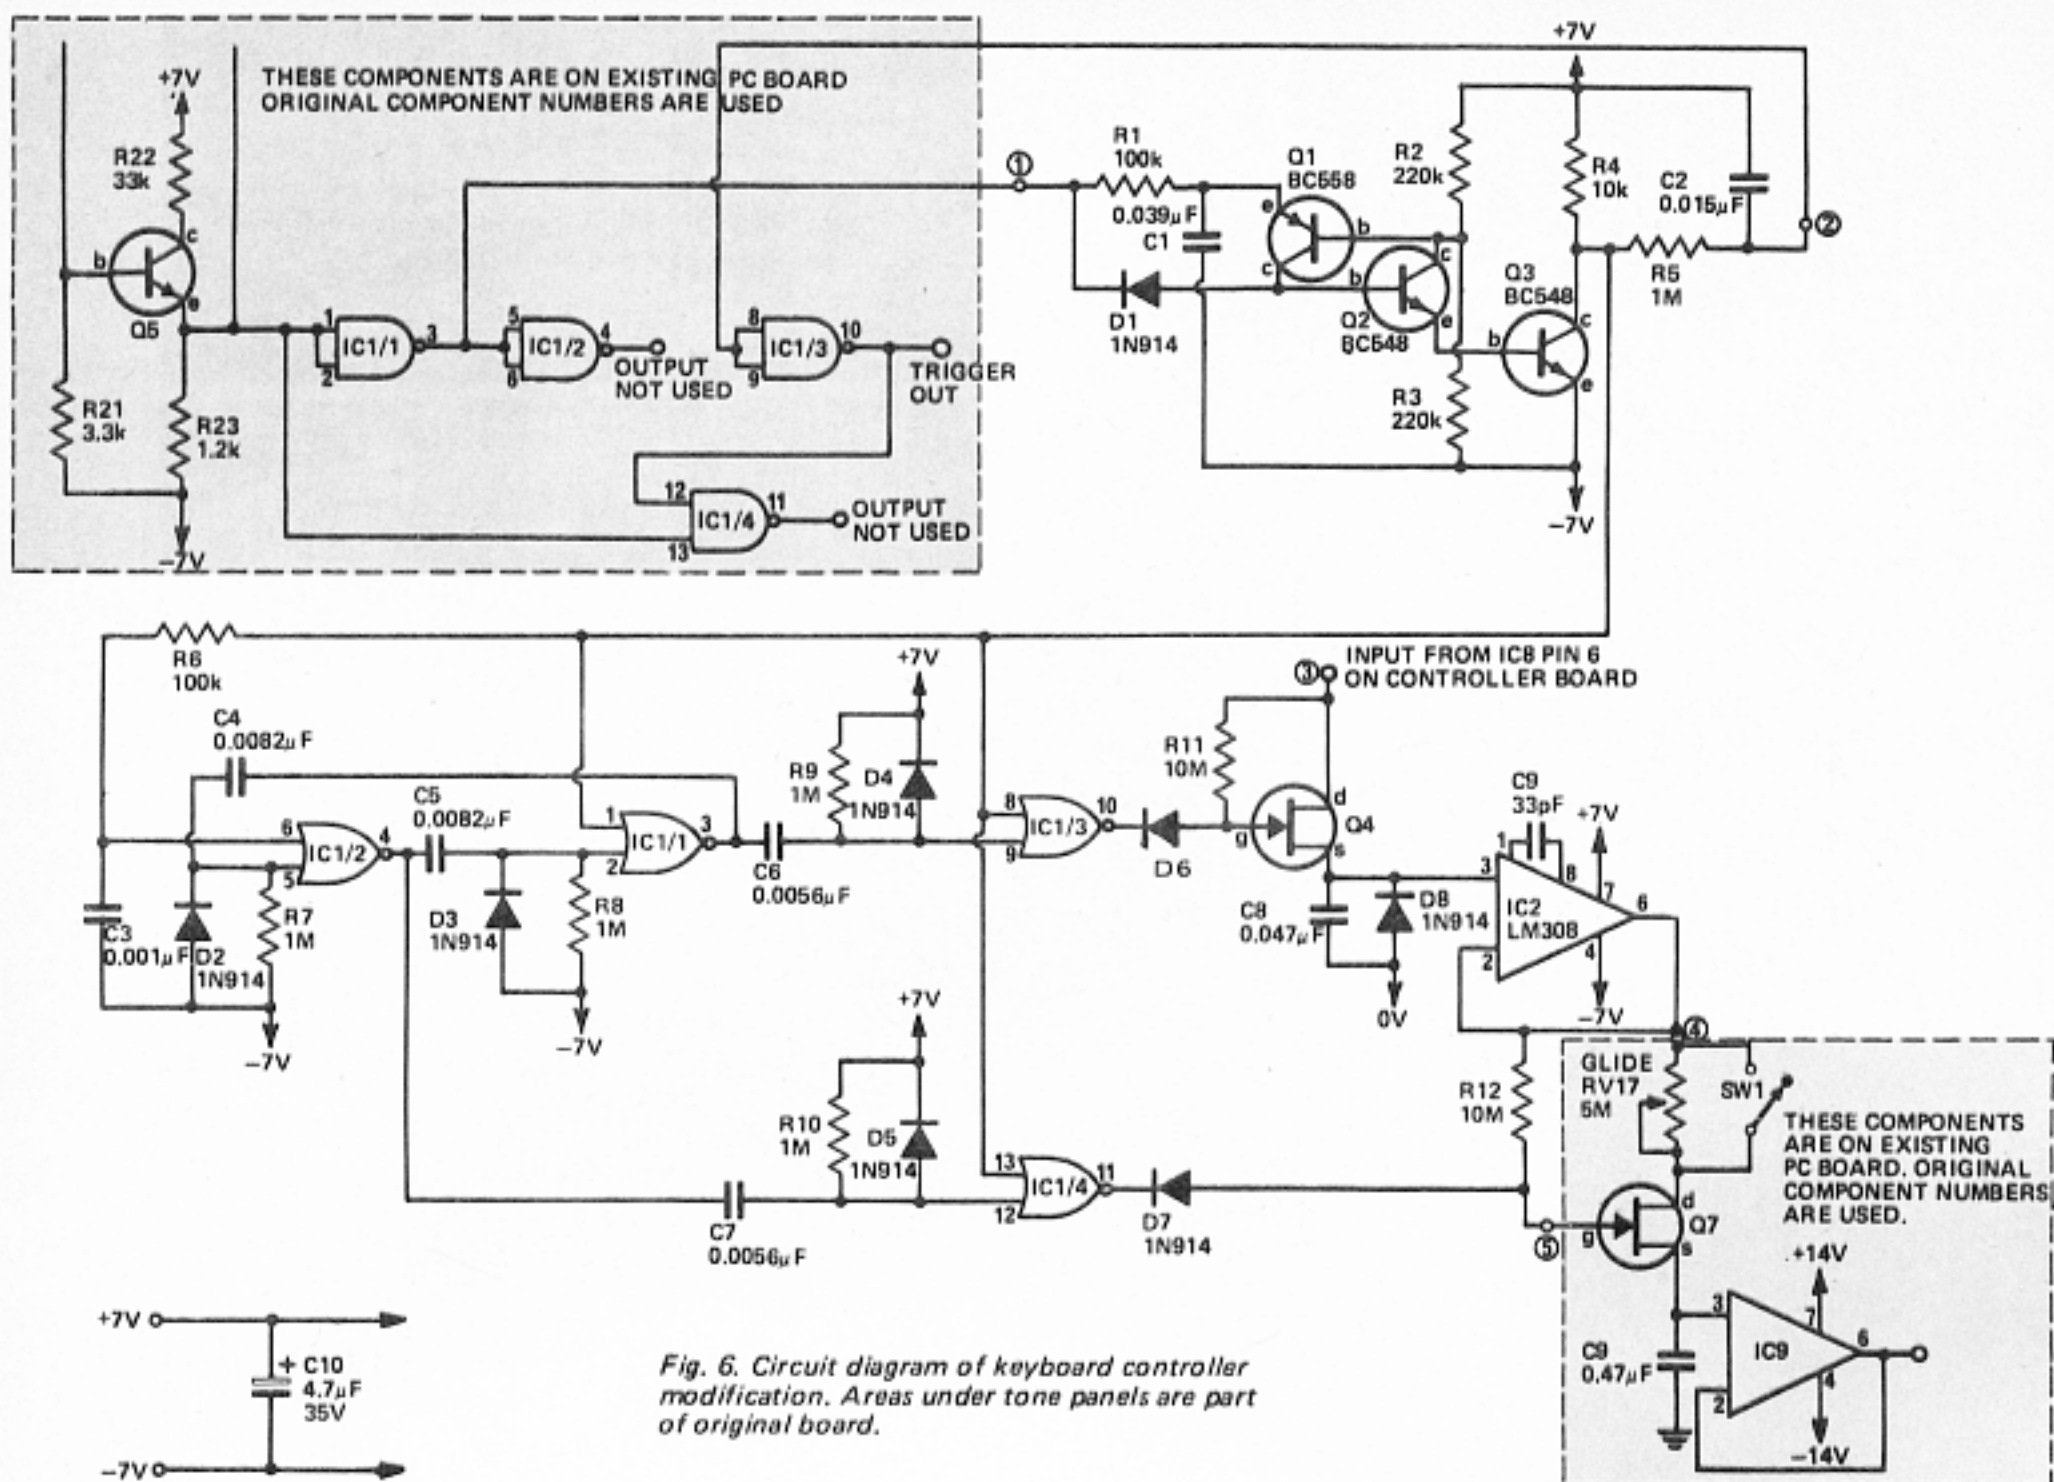 THESE COMPONENTS ARE ON EXISTING PC BOARD
ORIGINAL COMPONENT NUMBERS ARE USED
+7V
R22
33k
c
b
e
Q5
R21
3.3k
R23
1.2k
-7V
1
2
IC1/1
3
5
6
IC1/2
4
OUTPUT
NOT USED
8
9
IC1/3
10
TRIGGER
OUT
12
13
IC1/4
11
OUTPUT
NOT USED
①
R1
100k
0.039µF
C1
D1
1N914
Q1
BC558
e
b
c
R2
220k
b
c
e
Q2
BC548
R3
220k
+7V
R4
10k
C2
0.015µF
②
R5
1M
Q3
BC548
c
b
e
-7V
R6
100k
C4
0.0082µF
C5
0.0082µF
6
5
IC1/2
4
C3
0.001µF
D2
1N914
R7
1M
-7V
D3
1N914
R8
1M
-7V
1
2
IC1/1
3
C6
0.0056µF
+7V
R9
1M
D4
1N914
8
9
IC1/3
10
D6
③
INPUT FROM IC8 PIN 6
ON CONTROLLER BOARD
R11
10M
d
g
s
Q4
C8
0.047µF
D8
1N914
0V
C9
33pF
1
8
+7V
3
2
7
6
4
IC2
LM308
-7V
④
+7V
R10
1M
D5
1N914
C7
0.0056µF
13
12
IC1/4
11
D7
1N914
R12
10M
⑤
GLIDE
RV17
5M
SW1
THESE COMPONENTS
ARE ON EXISTING
PC BOARD. ORIGINAL
COMPONENT NUMBERS
ARE USED.
d
g
s
Q7
+14V
3
2
7
6
4
IC9
C9
0.47µF
-14V
+7V
+ C10
4.7µF
35V
-7V
Fig. 6. Circuit diagram of keyboard controller
modification. Areas under tone panels are part
of original board.